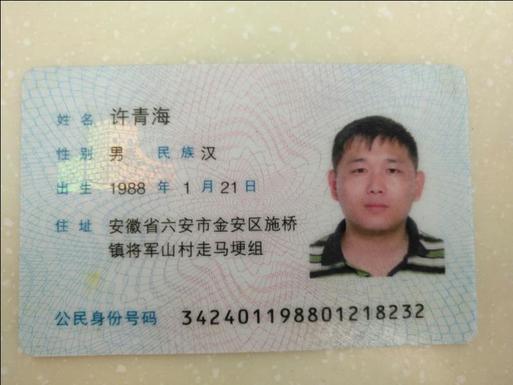 姓名 许青海
性别 男 民族 汉
出生 1988 年 1 月 21 日
住址 安徽省六安市金安区施桥
镇将军山村走马埂组
公民身份号码 342401198801218232